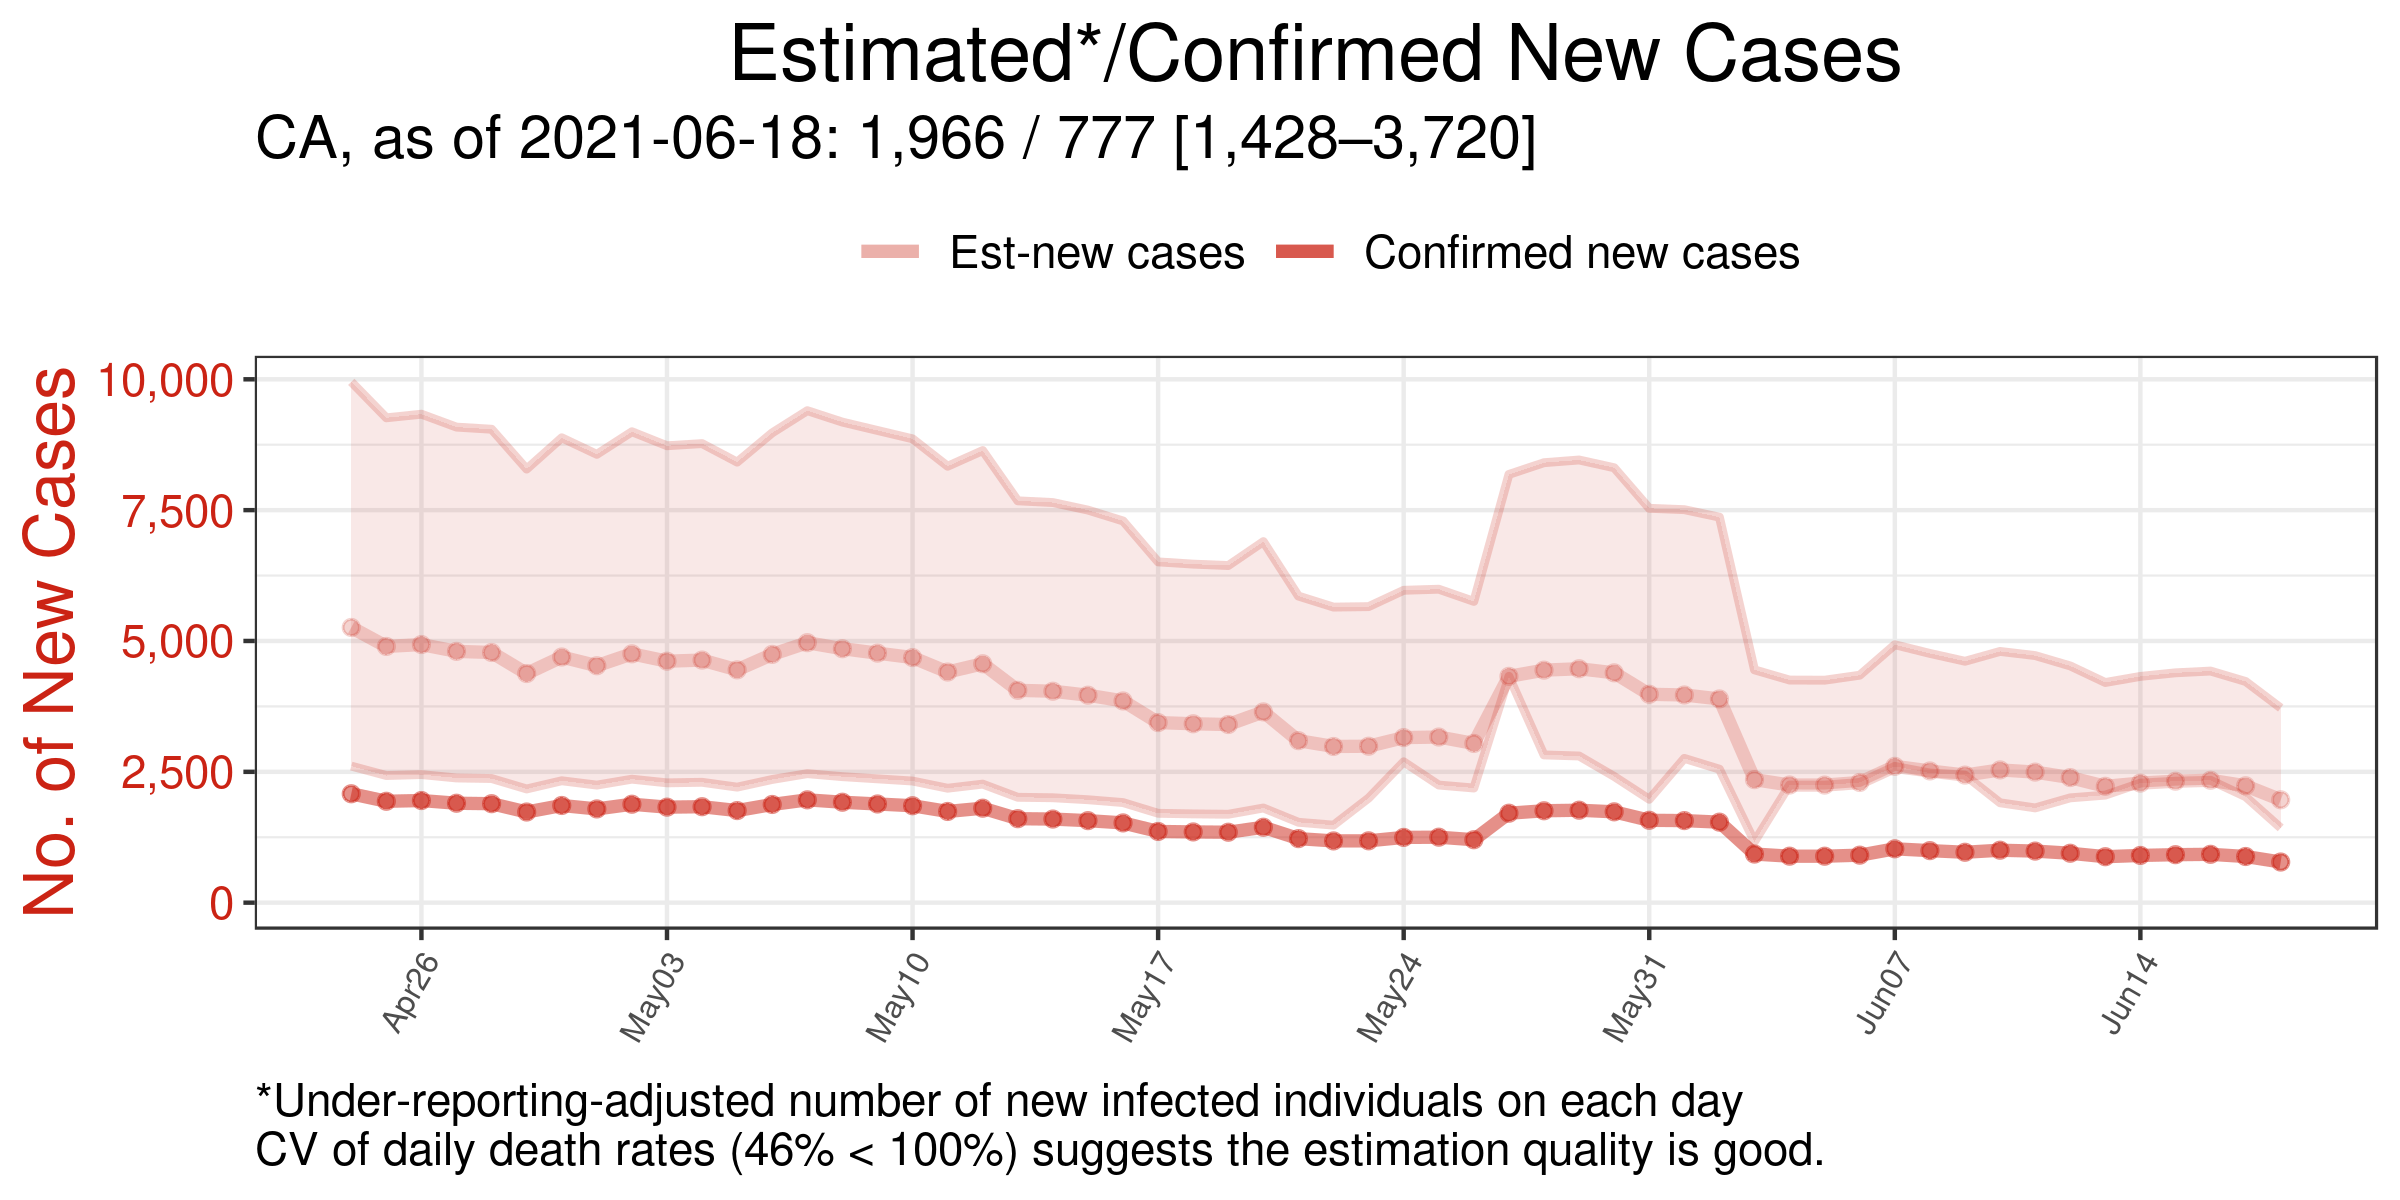 Estimated*/Confirmed New Cases
CA, as of 2021-06-18: 1,966 / 777 [1,428–3,720]
Est-new cases Confirmed new cases
No. of New Cases
10,000
7,500
5,000
2,500
0
Apr26 May03 May10 May17 May24 May31 Jun07 Jun14
*Under-reporting-adjusted number of new infected individuals on each day
CV of daily death rates (46% < 100%) suggests the estimation quality is good.